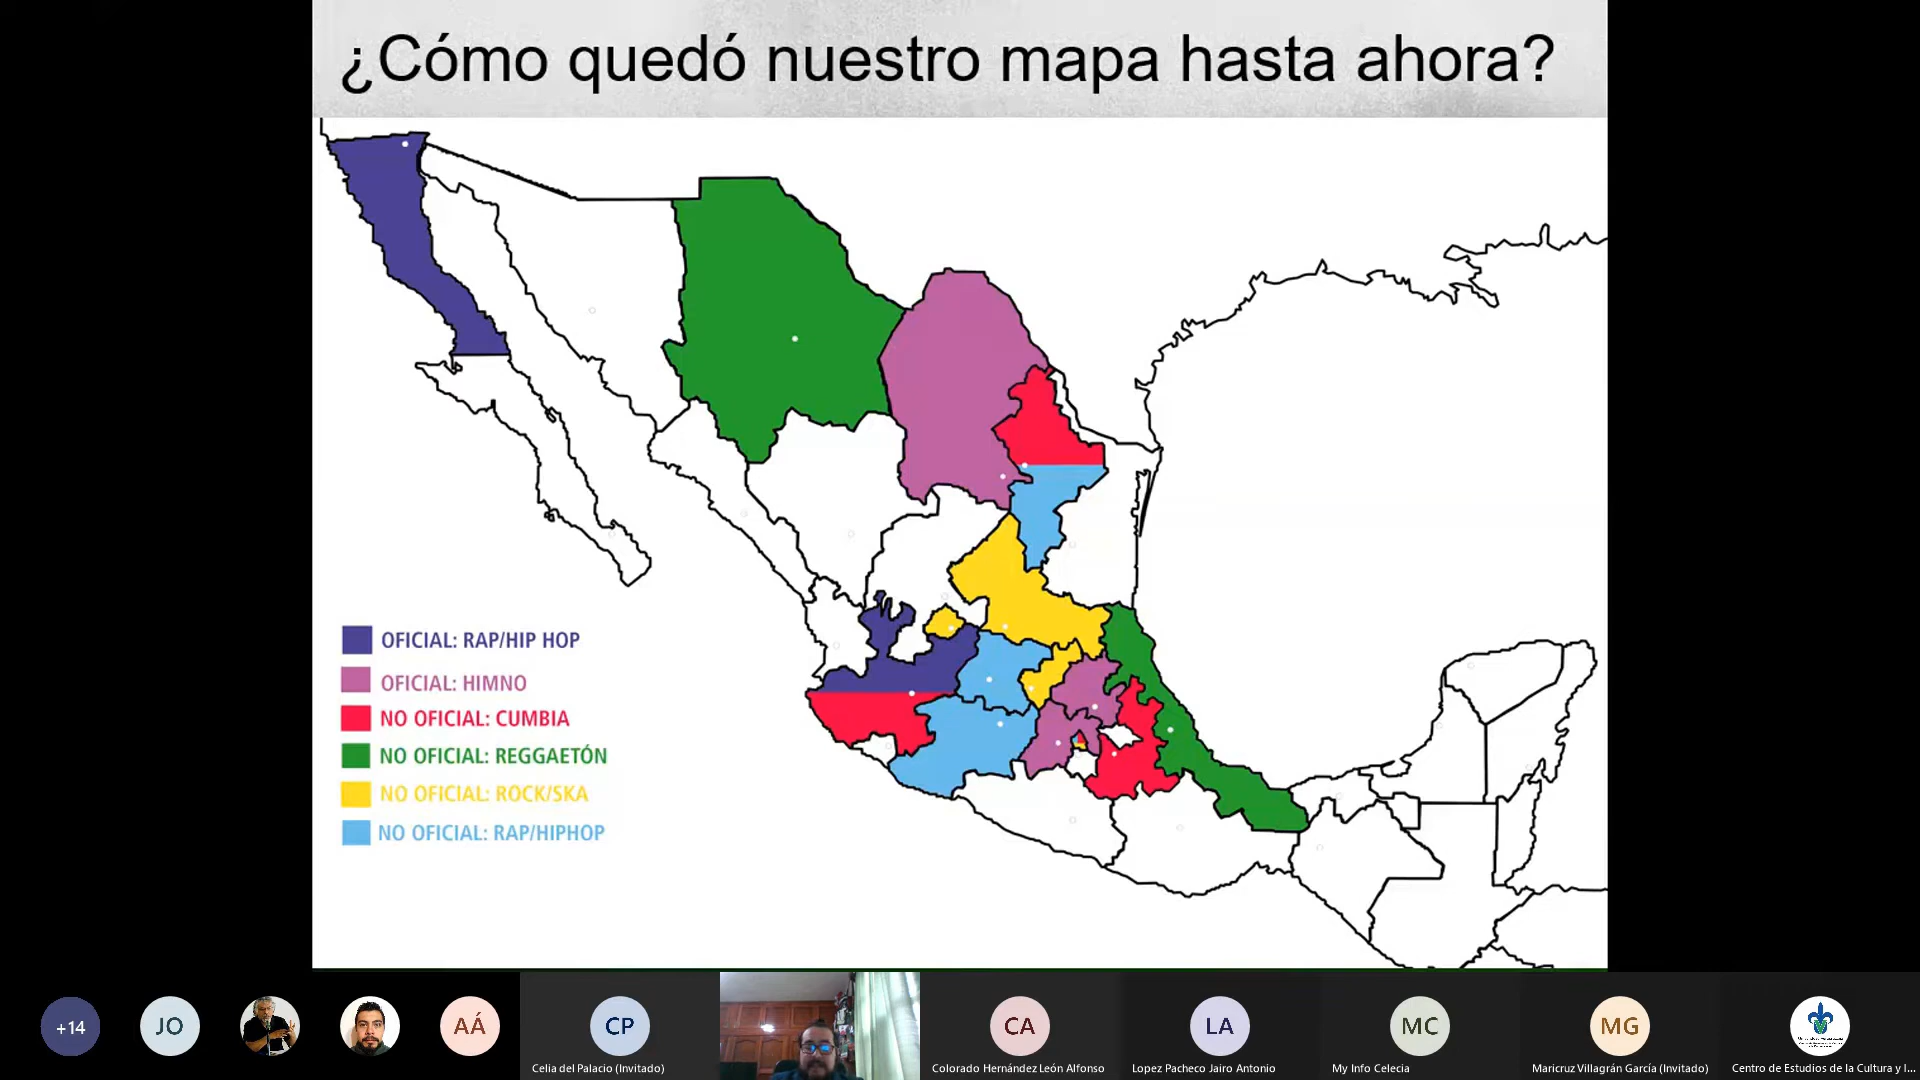 ¿Cómo quedó nuestro mapa hasta ahora?
OFICIAL: RAP/HIP HOP
OFICIAL: HIMNO
NO OFICIAL: CUMBIA
NO OFICIAL: REGGAETÓN
NO OFICIAL: ROCK/SKA
NO OFICIAL: RAP/HIPHOP
+14
JO
AÁ
CP
CA
LA
MC
MG
Celia del Palacio (Invitado)
Colorado Hernández León Alfonso
Lopez Pacheco Jairo Antonio
My Info Celecia
Maricruz Villagrán García (Invitado)
Centro de Estudios de la Cultura y l...